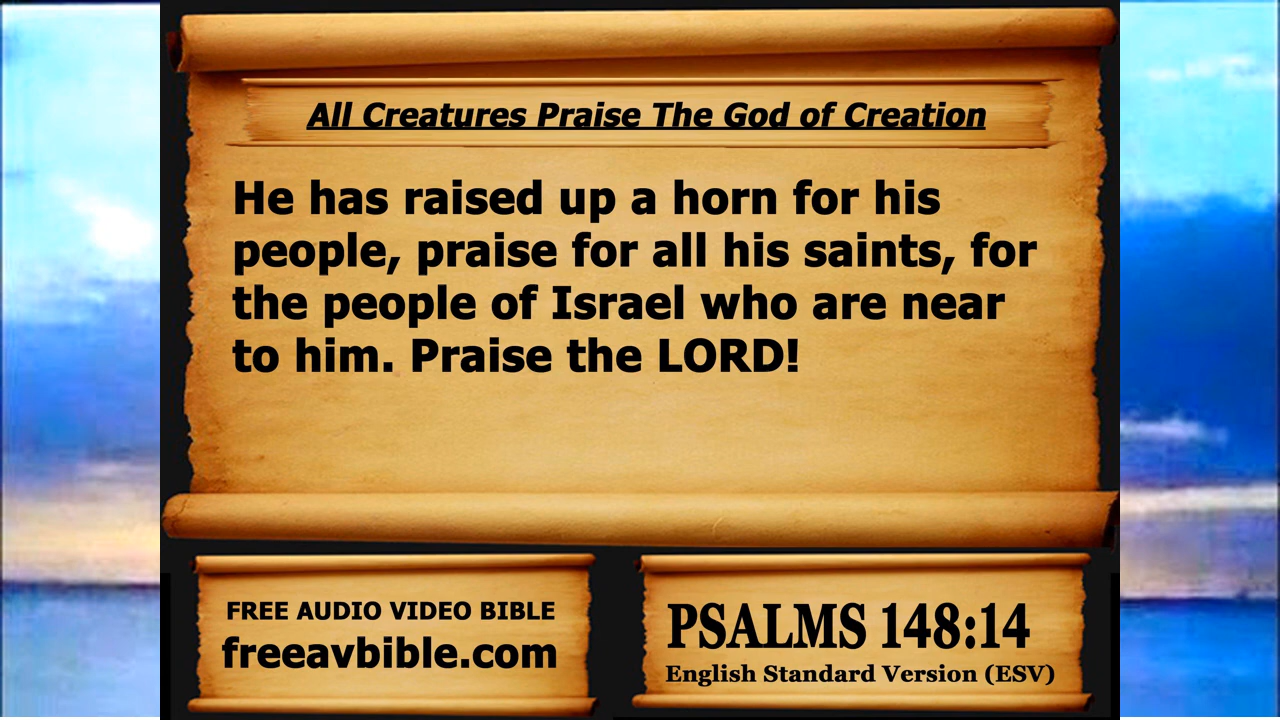 All Creatures Praise The God of Creation
He has raised up a horn for his
people, praise for all his saints, for
the people of Israel who are near
to him. Praise the LORD!
FREE AUDIO VIDEO BIBLE
freeavbible.com
PSALMS 148:14
English Standard Version (ESV)